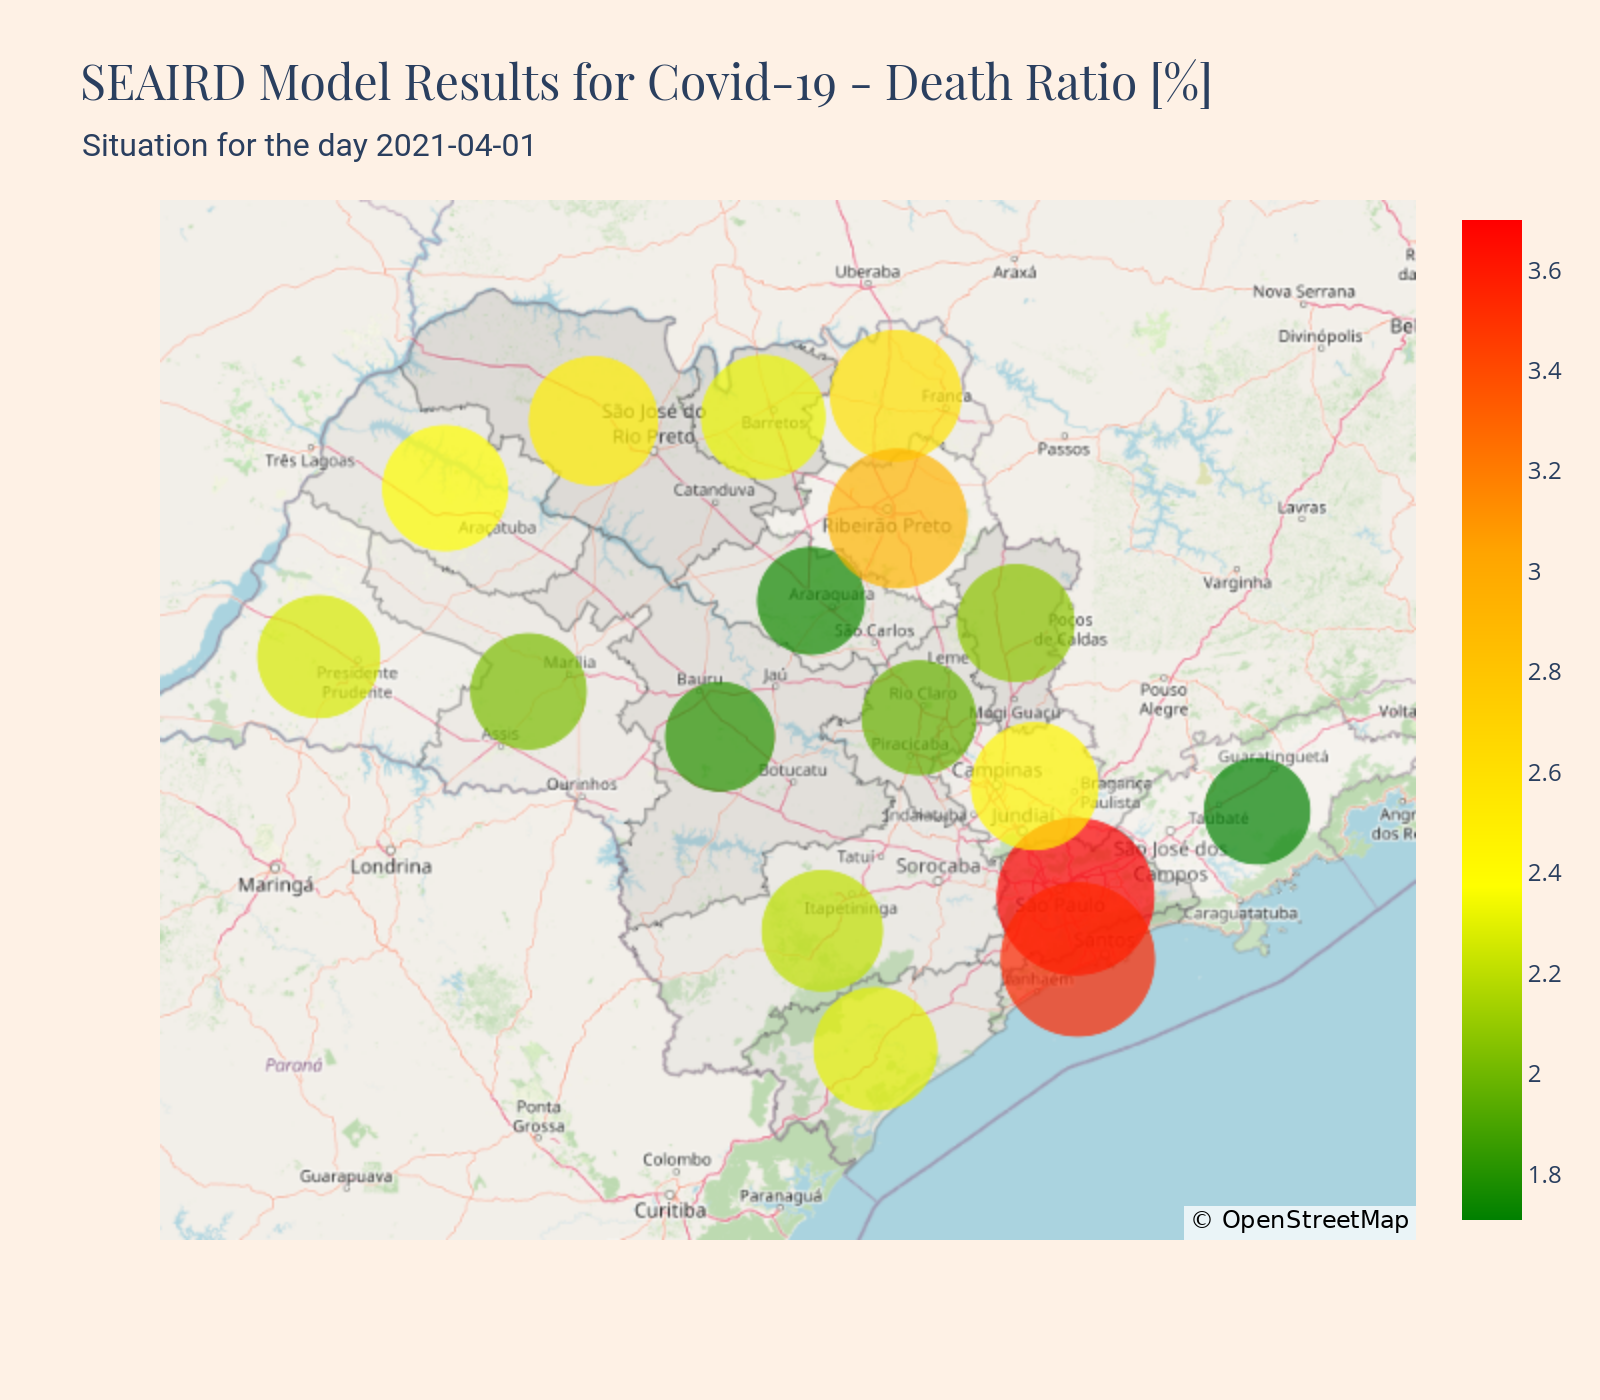 SEAIRD Model Results for Covid-19 - Death Ratio [%]
Situation for the day 2021-04-01
Uberaba
Araxá
Nova Serrana
Divinópolis
Franca
São José do
Rio Preto
Barretos
Passos
Três Lagoas
Catanduva
Araçatuba
Ribeirão Preto
Lavras
Varginha
Araraquara
São Carlos
Poços
de Caldas
Leme
Presidente
Prudente
Marília
Bauru
Jaú
Rio Claro
Mogi Guaçu
Pouso
Alegre
Volta
Assis
Piracicaba
Guaratinguetá
Botucatu
Campinas
Bragança
Paulista
Ourinhos
Indaiatuba
Jundiaí
Taubaté
Angr
dos Re
Tatuí
Sorocaba
São José dos
Campos
Londrina
Maringá
Itapetininga
São Paulo
Caraguatatuba
Santos
Itanhaém
Paraná
Ponta
Grossa
Guarapuava
Colombo
Curitiba
Paranaguá
© OpenStreetMap
3.6
3.4
3.2
3
2.8
2.6
2.4
2.2
2
1.8